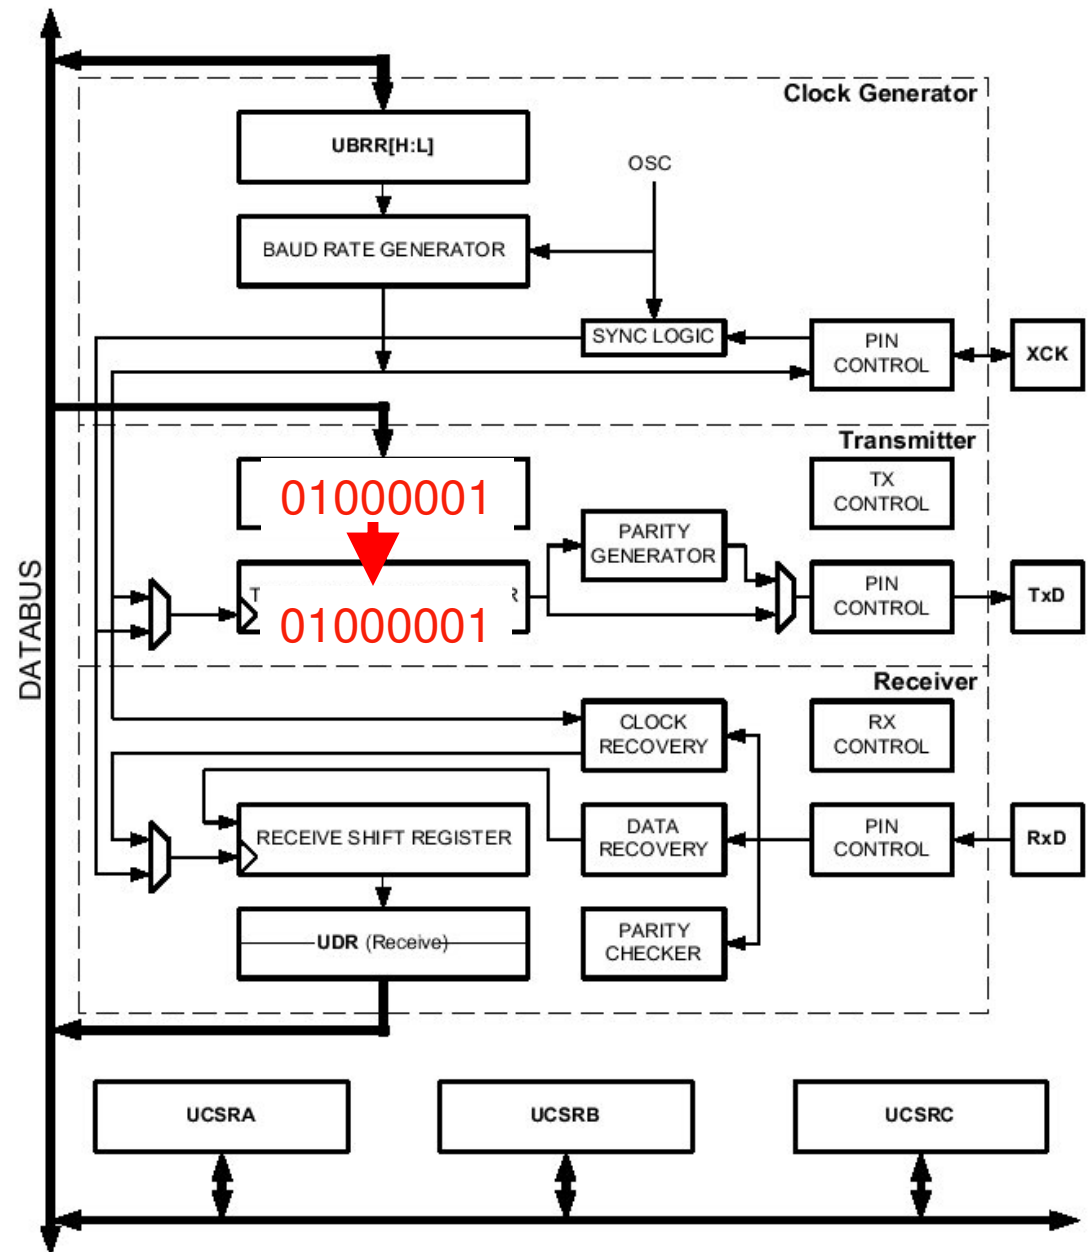 Clock Generator
UBRR[H:L]
OSC
BAUD RATE GENERATOR
SYNC LOGIC
PIN
CONTROL
XCK
DATABUS
Transmitter
01000001
TX
CONTROL
PARITY
GENERATOR
T R
01000001
PIN
CONTROL
TxD
Receiver
CLOCK
RECOVERY
RX
CONTROL
RECEIVE SHIFT REGISTER
DATA
RECOVERY
PIN
CONTROL
RxD
UDR (Receive)
PARITY
CHECKER
UCSRA
UCSRB
UCSRC